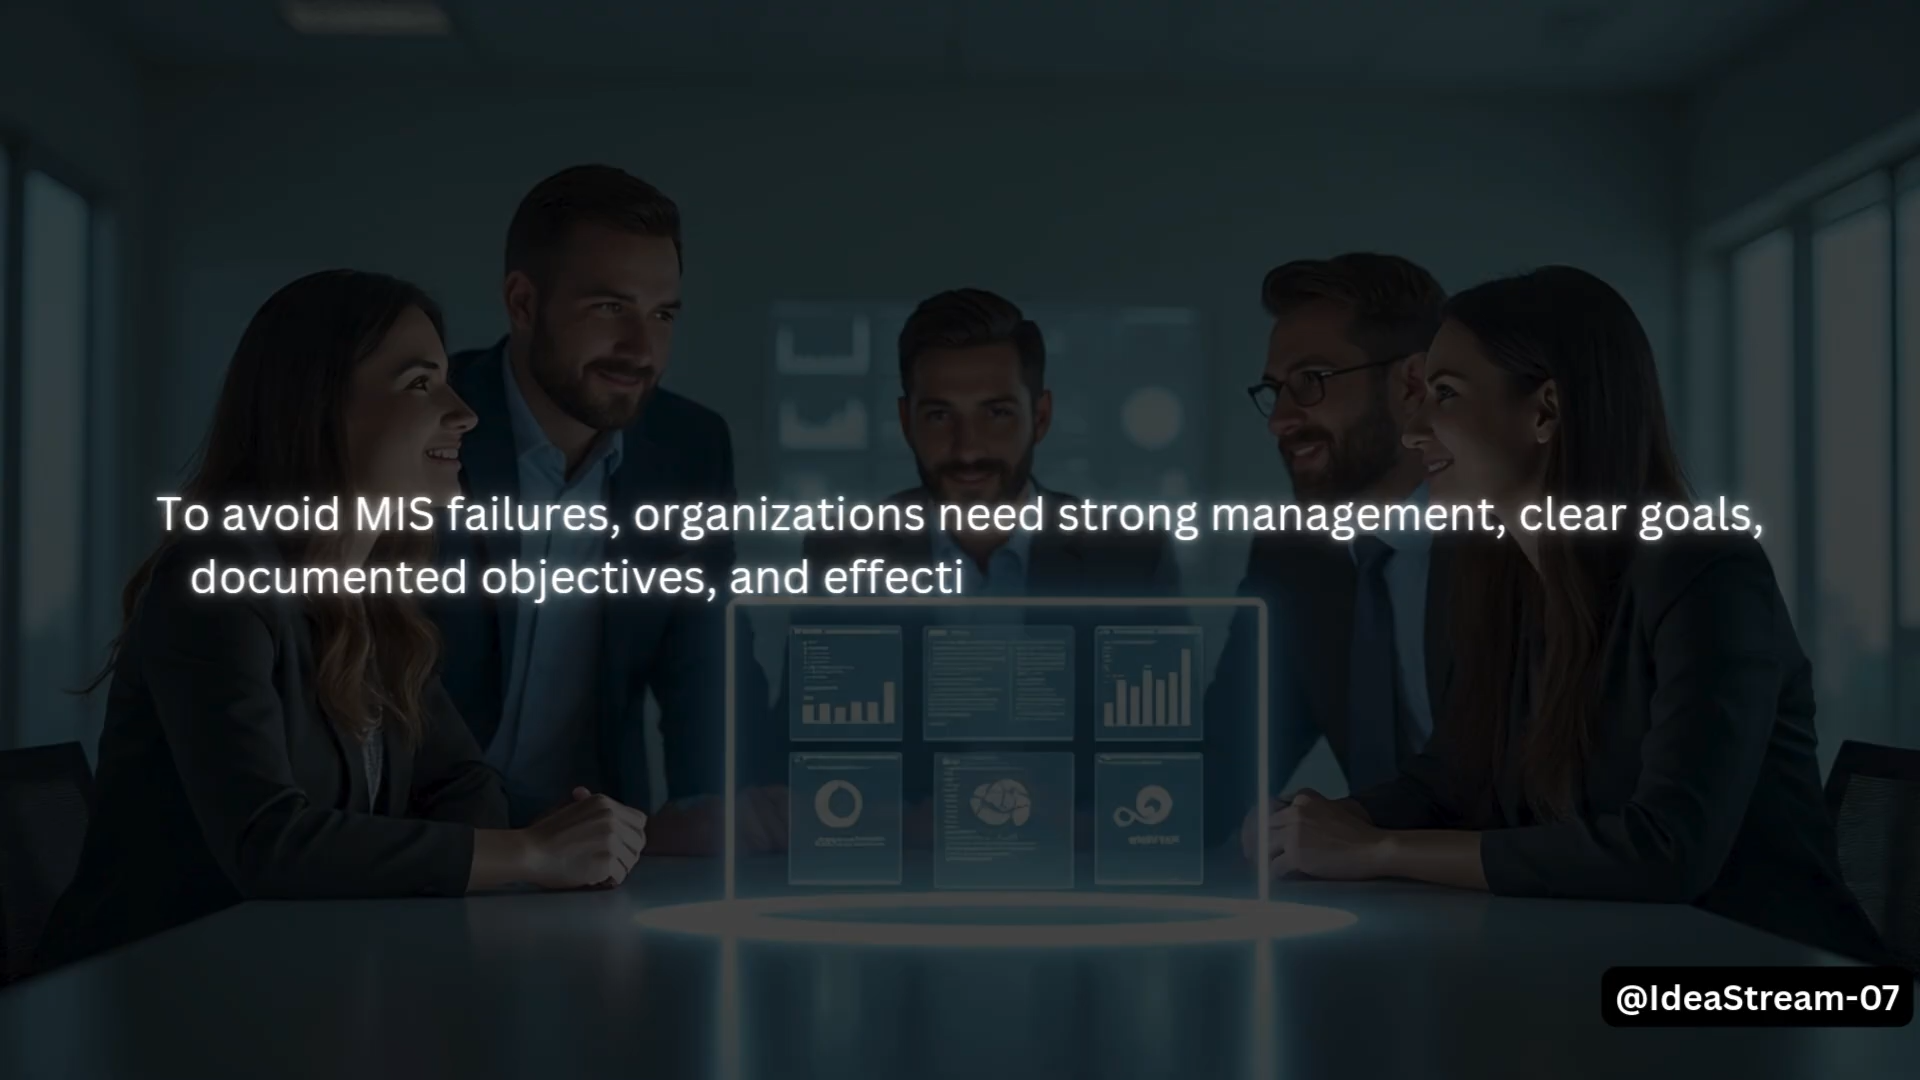 To avoid MIS failures, organizations need strong management, clear goals,
documented objectives, and effecti
@IdeaStream-07